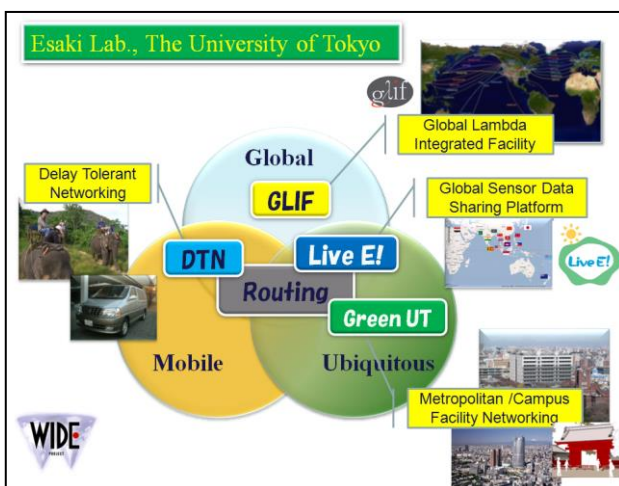 Esaki Lab., The University of Tokyo
glif
Global Lambda
Integrated Facility
Global
Delay Tolerant
Networking
GLIF
Global Sensor Data
Sharing Platform
DTN
Live E!
Live E!
Routing
Green UT
Mobile
Ubiquitous
Metropolitan /Campus
Facility Networking
WIDE
PROJECT